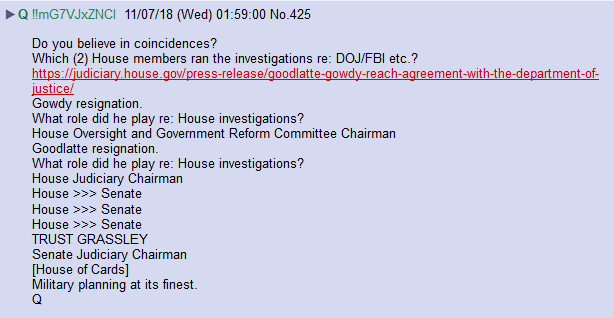 ► Q !!mG7VJxZNCI 11/07/18 (Wed) 01:59:00 No.425
Do you believe in coincidences?
Which (2) House members ran the investigations re: DOJ/FBI etc.?
https://judiciary.house.gov/press-release/goodlatte-gowdy-reach-agreement-with-the-department-of-
justice/
Gowdy resignation.
What role did he play re: House investigations?
House Oversight and Government Reform Committee Chairman
Goodlatte resignation.
What role did he play re: House investigations?
House Judiciary Chairman
House >>> Senate
House >>> Senate
House >>> Senate
TRUST GRASSLEY
Senate Judiciary Chairman
[House of Cards]
Military planning at its finest.
Q